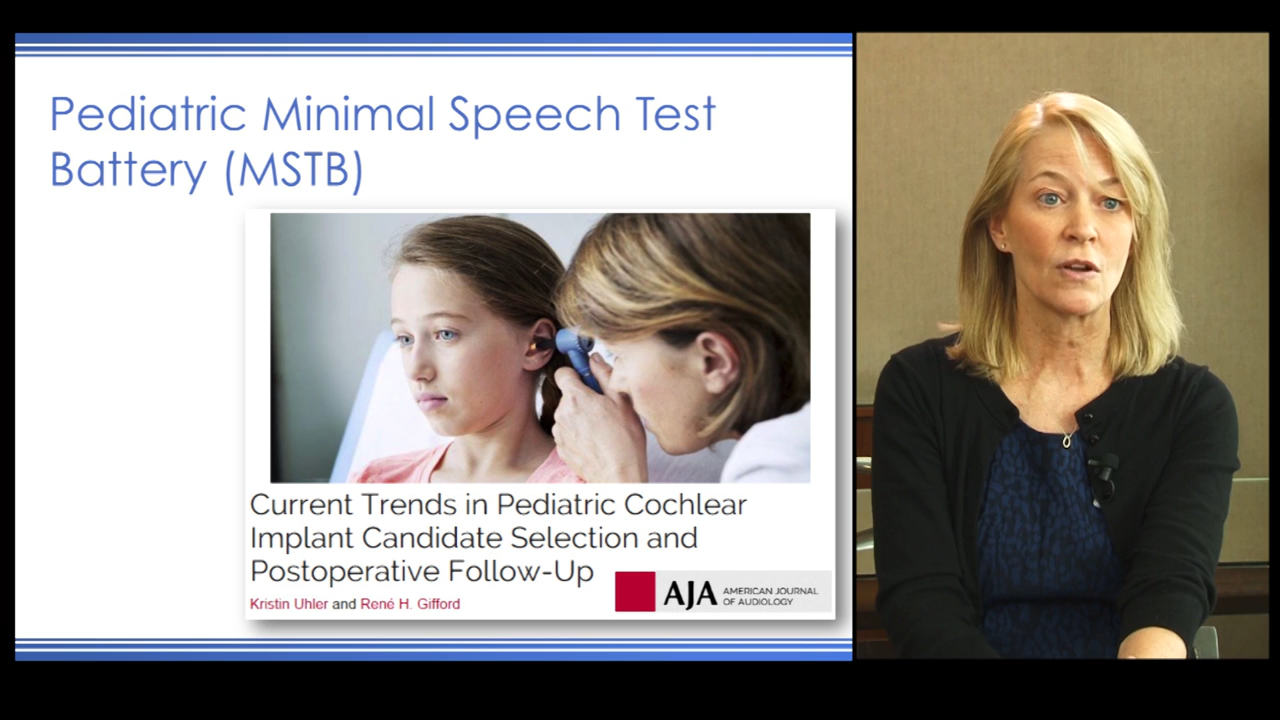 Pediatric Minimal Speech Test
Battery (MSTB)
Current Trends in Pediatric Cochlear
Implant Candidate Selection and
Postoperative Follow-Up
Kristin Uhler and René H. Gifford
AJA AMERICAN JOURNAL
OF AUDIOLOGY